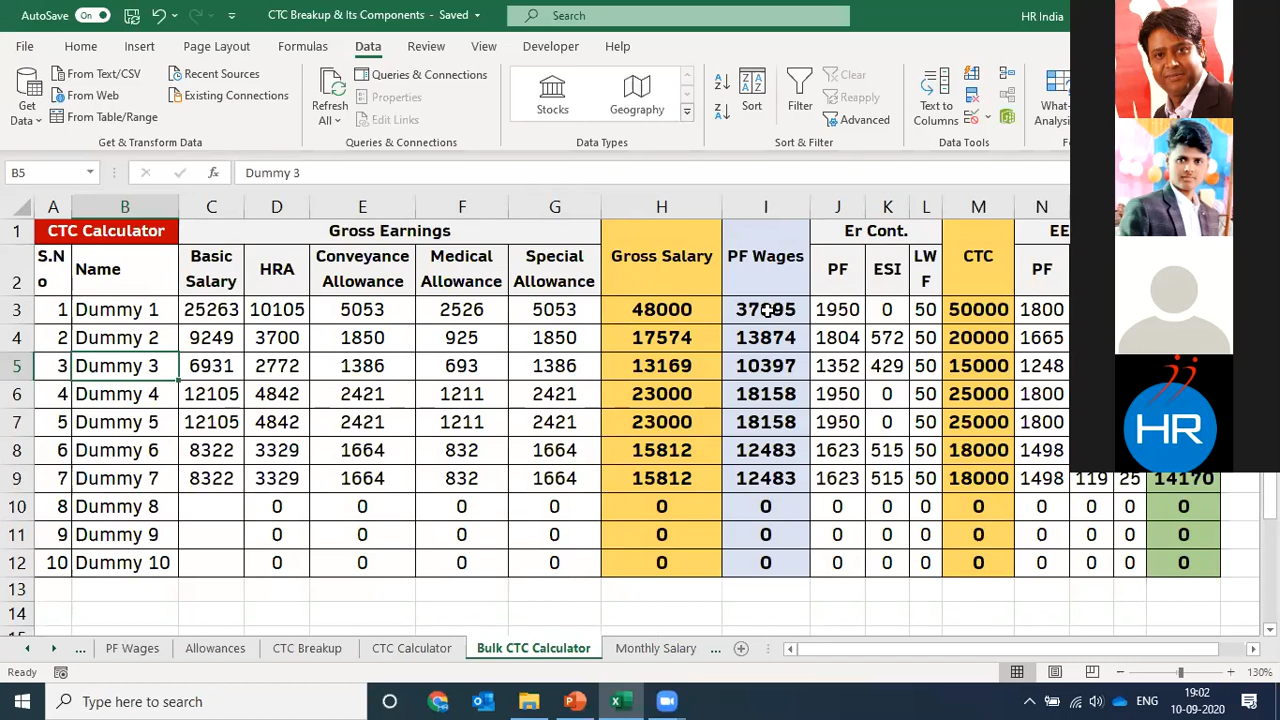 AutoSave On CTC Breakup & Its Components - Saved Search HR India
File Home Insert Page Layout Formulas Data Review View Developer Help
Get Data
From Text/CSV
From Web
From Table/Range
Recent Sources
Existing Connections
Get & Transform Data
Refresh All
Queries & Connections
Properties
Edit Links
Queries & Connections
Stocks Geography
Data Types
Sort
Filter
Clear
Reapply
Advanced
Sort & Filter
Text to Columns
Data Tools
What-
Analysis
B5 fx Dummy 3
A B C D E F G H I J K L M N
1 CTC Calculator Gross Earnings Gross Salary PF Wages Er Cont. CTC EE
2 S.No Name Basic Salary HRA Conveyance Allowance Medical Allowance Special Allowance PF ESI LWF PF
3 1 Dummy 1 25263 10105 5053 2526 5053 48000 1950 0 50 50000 1800
4 2 Dummy 2 9249 3700 1850 925 1850 17574 13874 1804 572 50 20000 1665
5 3 Dummy 3 6931 2772 1386 693 1386 13169 10397 1352 429 50 15000 1248
6 4 Dummy 4 12105 4842 2421 1211 2421 23000 18158 1950 0 50 25000 1800
7 5 Dummy 5 12105 4842 2421 1211 2421 23000 18158 1950 0 50 25000 1800
8 6 Dummy 6 8322 3329 1664 832 1664 15812 12483 1623 515 50 18000 1498
9 7 Dummy 7 8322 3329 1664 832 1664 15812 12483 1623 515 50 18000 1498 119 25 14170
10 8 Dummy 8 0 0 0 0 0 0 0 0 0 0 0 0 0 0
11 9 Dummy 9 0 0 0 0 0 0 0 0 0 0 0 0 0 0
12 10 Dummy 10 0 0 0 0 0 0 0 0 0 0 0 0 0 0
13
14
HR
... PF Wages Allowances CTC Breakup CTC Calculator Bulk CTC Calculator Monthly Salary ...
Ready 130%
Type here to search ENG 19:02
10-09-2020